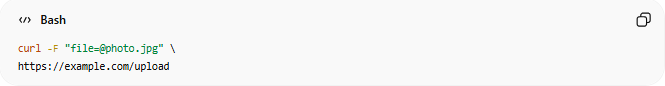 Bash
curl -F "file=@photo.jpg" \
https://example.com/upload